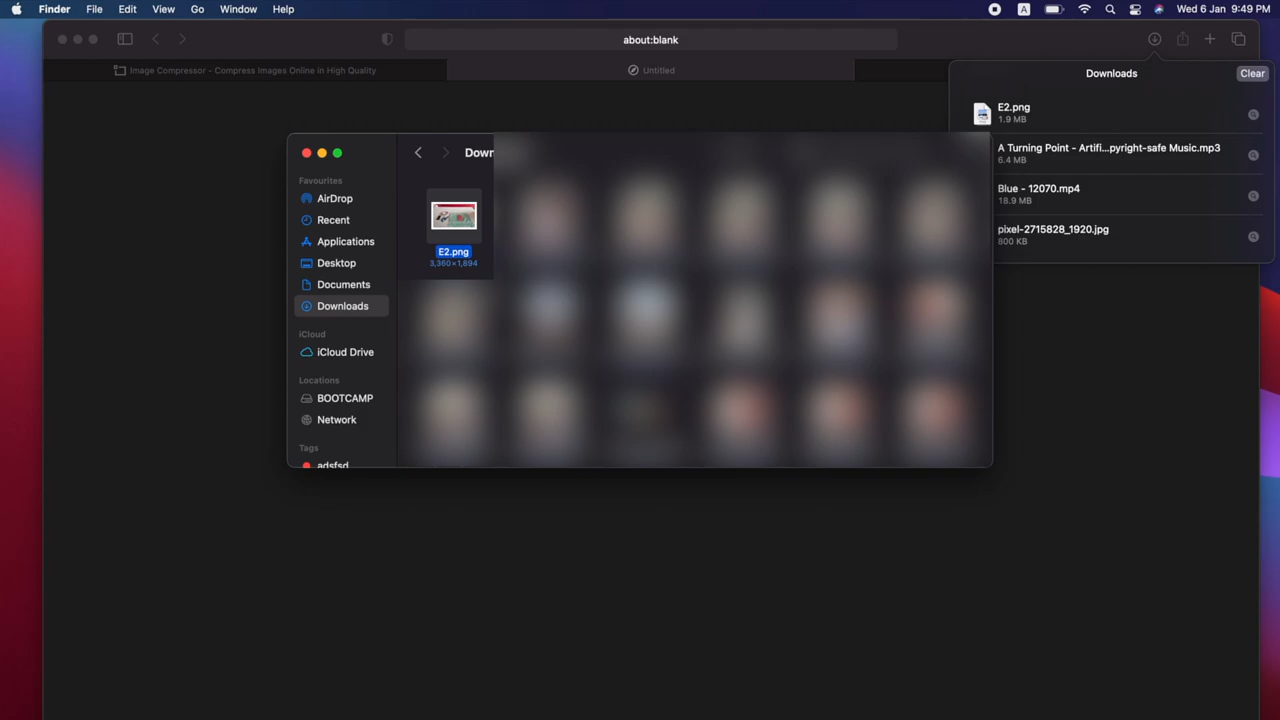 Finder File Edit View Go Window Help
A
Wed 6 Jan 9:49 PM
about:blank
Image Compressor - Compress Images Online in High Quality
Untitled
Downloads
Clear
E2.png
1.9 MB
A Turning Point - Artifi...pyright-safe Music.mp3
6.4 MB
Blue - 12070.mp4
18.9 MB
pixel-2715828_1920.jpg
800 KB
Down
Favourites
AirDrop
Recent
Applications
Desktop
Documents
Downloads
iCloud
iCloud Drive
Locations
BOOTCAMP
Network
Tags
adsfsd
E2.png
3,360×1,894